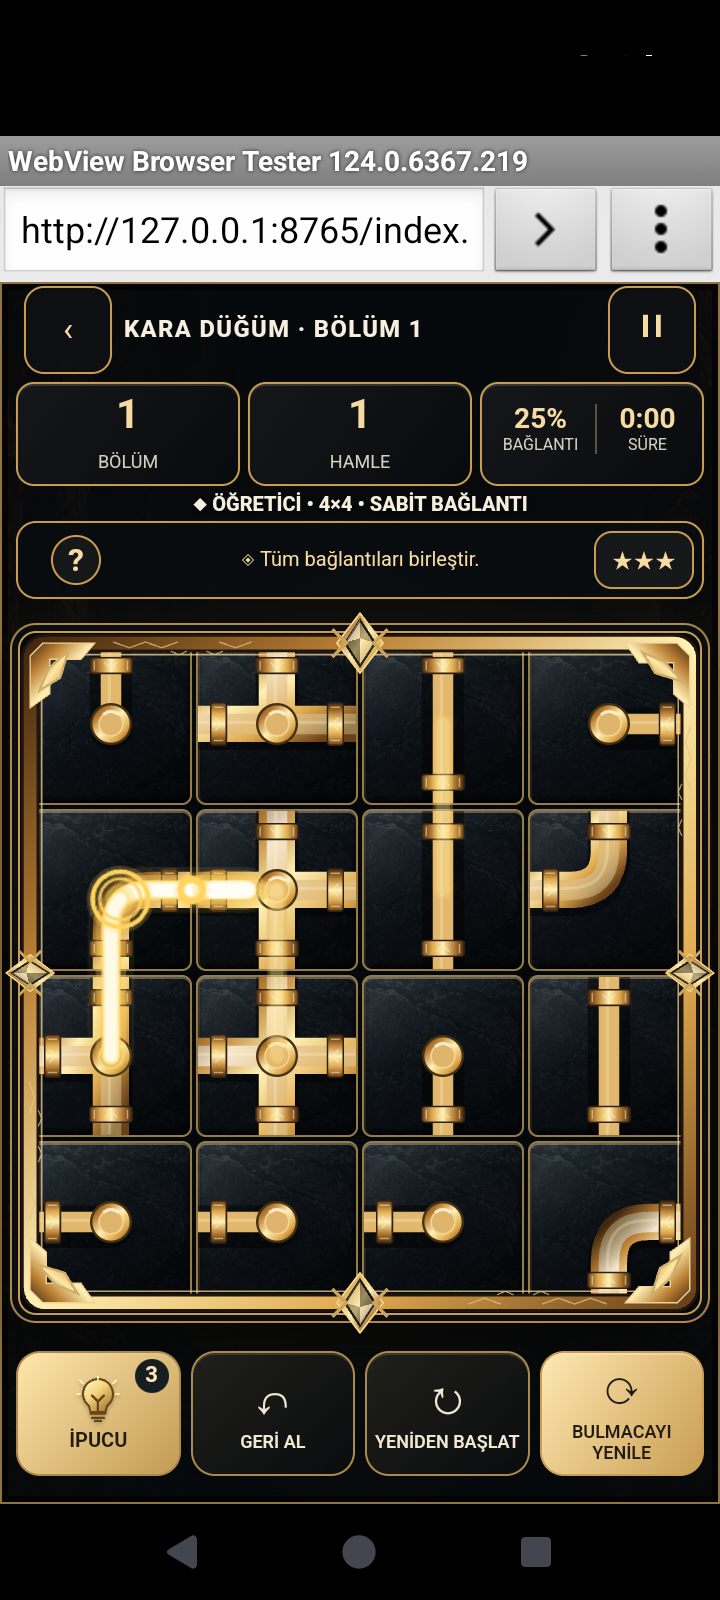 WebView Browser Tester 124.0.6367.219
http://127.0.0.1:8765/index.
KARA DÜĞÜM · BÖLÜM 1
1
BÖLÜM
1
HAMLE
25%
BAĞLANTI
0:00
SÜRE
◆ ÖĞRETİCİ • 4×4 • SABİT BAĞLANTI
?
◈ Tüm bağlantıları birleştir.
★★★
3
İPUCU
GERİ AL
YENİDEN BAŞLAT
BULMACAYI
YENİLE